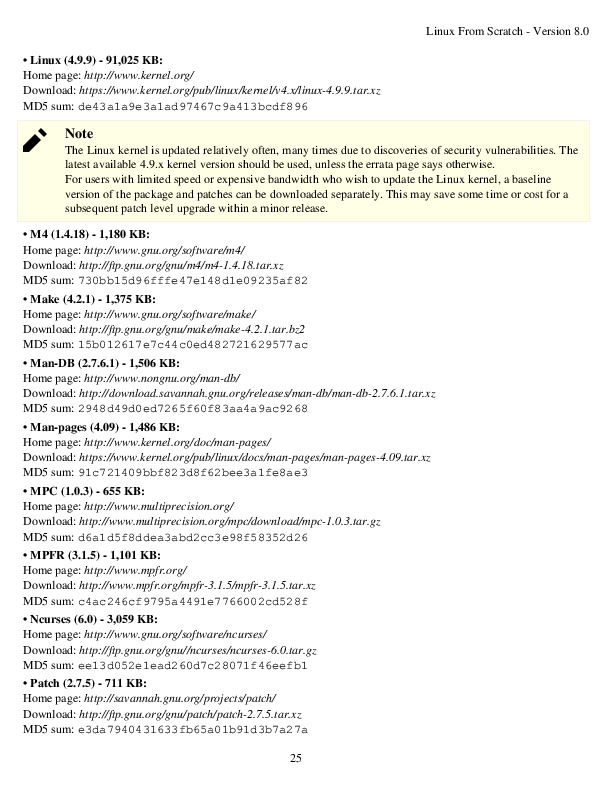 Linux From Scratch - Version 8.0
• Linux (4.9.9) - 91,025 KB:
Home page: http://www.kernel.org/
Download: https://www.kernel.org/pub/linux/kernel/v4.x/linux-4.9.9.tar.xz
MD5 sum: de43a1a9e3a1ad97467c9a413bcdf896
Note
The Linux kernel is updated relatively often, many times due to discoveries of security vulnerabilities. The
latest available 4.9.x kernel version should be used, unless the errata page says otherwise.
For users with limited speed or expensive bandwidth who wish to update the Linux kernel, a baseline
version of the package and patches can be downloaded separately. This may save some time or cost for a
subsequent patch level upgrade within a minor release.
• M4 (1.4.18) - 1,180 KB:
Home page: http://www.gnu.org/software/m4/
Download: http://ftp.gnu.org/gnu/m4/m4-1.4.18.tar.xz
MD5 sum: 730bb15d96fffe47e148d1e09235af82
• Make (4.2.1) - 1,375 KB:
Home page: http://www.gnu.org/software/make/
Download: http://ftp.gnu.org/gnu/make/make-4.2.1.tar.bz2
MD5 sum: 15b012617e7c44c0ed482721629577ac
• Man-DB (2.7.6.1) - 1,506 KB:
Home page: http://www.nongnu.org/man-db/
Download: http://download.savannah.gnu.org/releases/man-db/man-db-2.7.6.1.tar.xz
MD5 sum: 2948d49d0ed7265f60f83aa4a9ac9268
• Man-pages (4.09) - 1,486 KB:
Home page: http://www.kernel.org/doc/man-pages/
Download: https://www.kernel.org/pub/linux/docs/man-pages/man-pages-4.09.tar.xz
MD5 sum: 91c721409bbf823d8f62bee3a1fe8ae3
• MPC (1.0.3) - 655 KB:
Home page: http://www.multiprecision.org/
Download: http://www.multiprecision.org/mpc/download/mpc-1.0.3.tar.gz
MD5 sum: d6a1d5f8ddea3abd2cc3e98f58352d26
• MPFR (3.1.5) - 1,101 KB:
Home page: http://www.mpfr.org/
Download: http://www.mpfr.org/mpfr-3.1.5/mpfr-3.1.5.tar.xz
MD5 sum: c4ac246cf9795a4491e7766002cd528f
• Ncurses (6.0) - 3,059 KB:
Home page: http://www.gnu.org/software/ncurses/
Download: http://ftp.gnu.org/gnu//ncurses/ncurses-6.0.tar.gz
MD5 sum: ee13d052e1ead260d7c28071f46eefb1
• Patch (2.7.5) - 711 KB:
Home page: http://savannah.gnu.org/projects/patch/
Download: http://ftp.gnu.org/gnu/patch/patch-2.7.5.tar.xz
MD5 sum: e3da7940431633fb65a01b91d3b7a27a
25